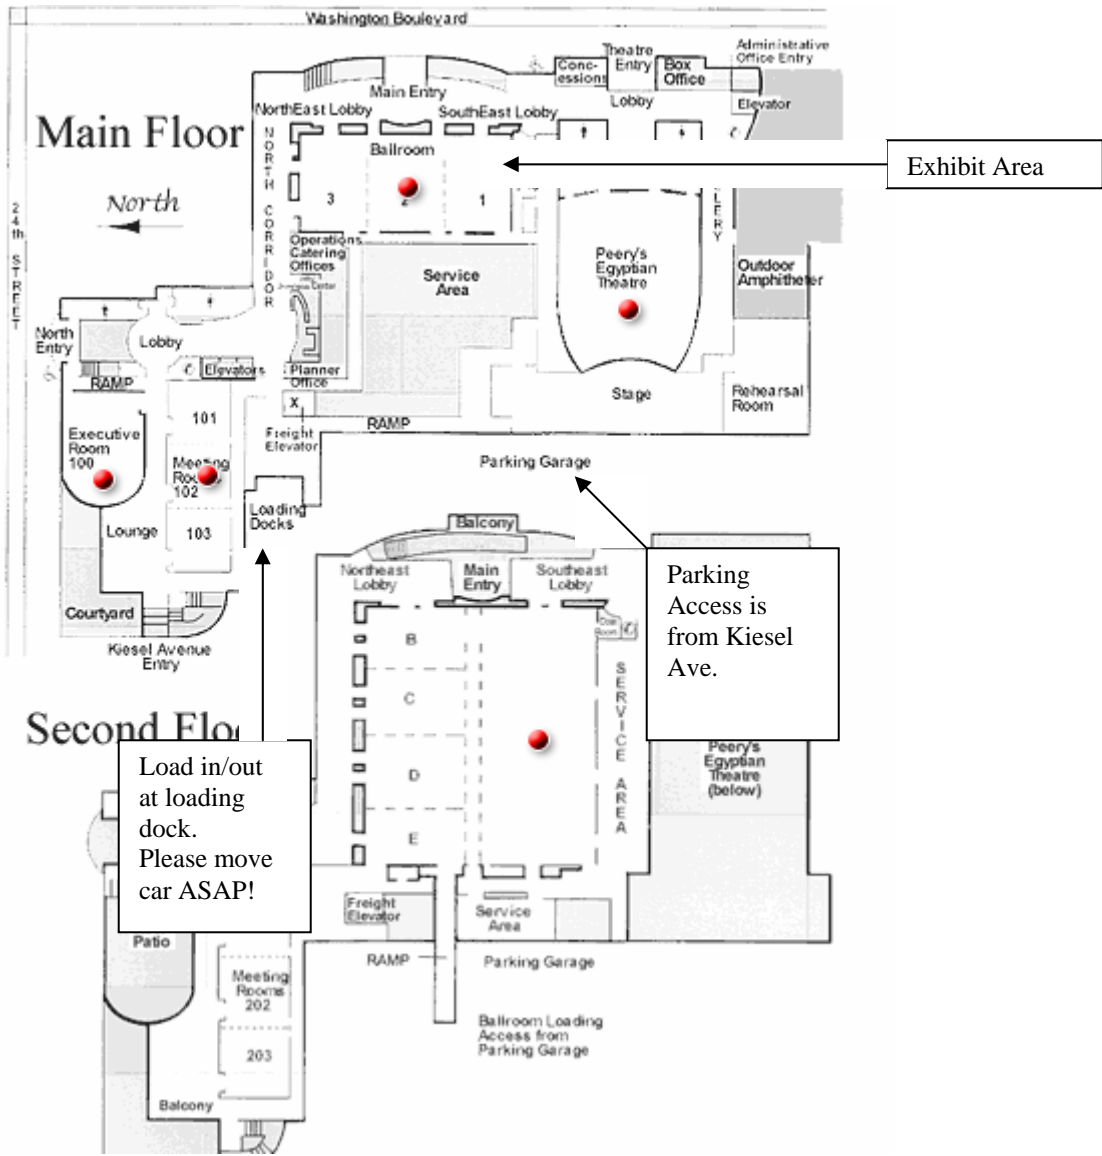 Washington Boulevard
Administrative
Office Entry
Theatre
Entry
Conc-
essions
Box
Office
Main Entry
Lobby
Elevator
NorthEast Lobby
SouthEast Lobby
Main Floor
NORTH CORRIDOR
Ballroom
Exhibit Area
3
2
1
North
24th STREET
Operations
Catering
Offices
Service
Area
Peery's
Egyptian
Theatre
Outdoor
Amphitheter
North
Entry
Lobby
Elevators
Planner
Office
RAMP
Stage
Rehearsal
Room
X
Freight
Elevator
RAMP
101
Executive
Room
100
Meeting
Rooms
102
Parking Garage
Loading
Docks
Lounge
103
Balcony
Northeast
Lobby
Main
Entry
Southeast
Lobby
Parking
Access is
from Kiesel
Ave.
Courtyard
Kiesel Avenue
Entry
B
C
D
E
SERVICE AREA
Second Flo
Load in/out
at loading
dock.
Please move
car ASAP!
Peery's
Egyptian
Theatre
(below)
Freight
Elevator
Service
Area
Patio
RAMP
Parking Garage
Meeting
Rooms
202
Ballroom Loading
Access from
Parking Garage
203
Balcony